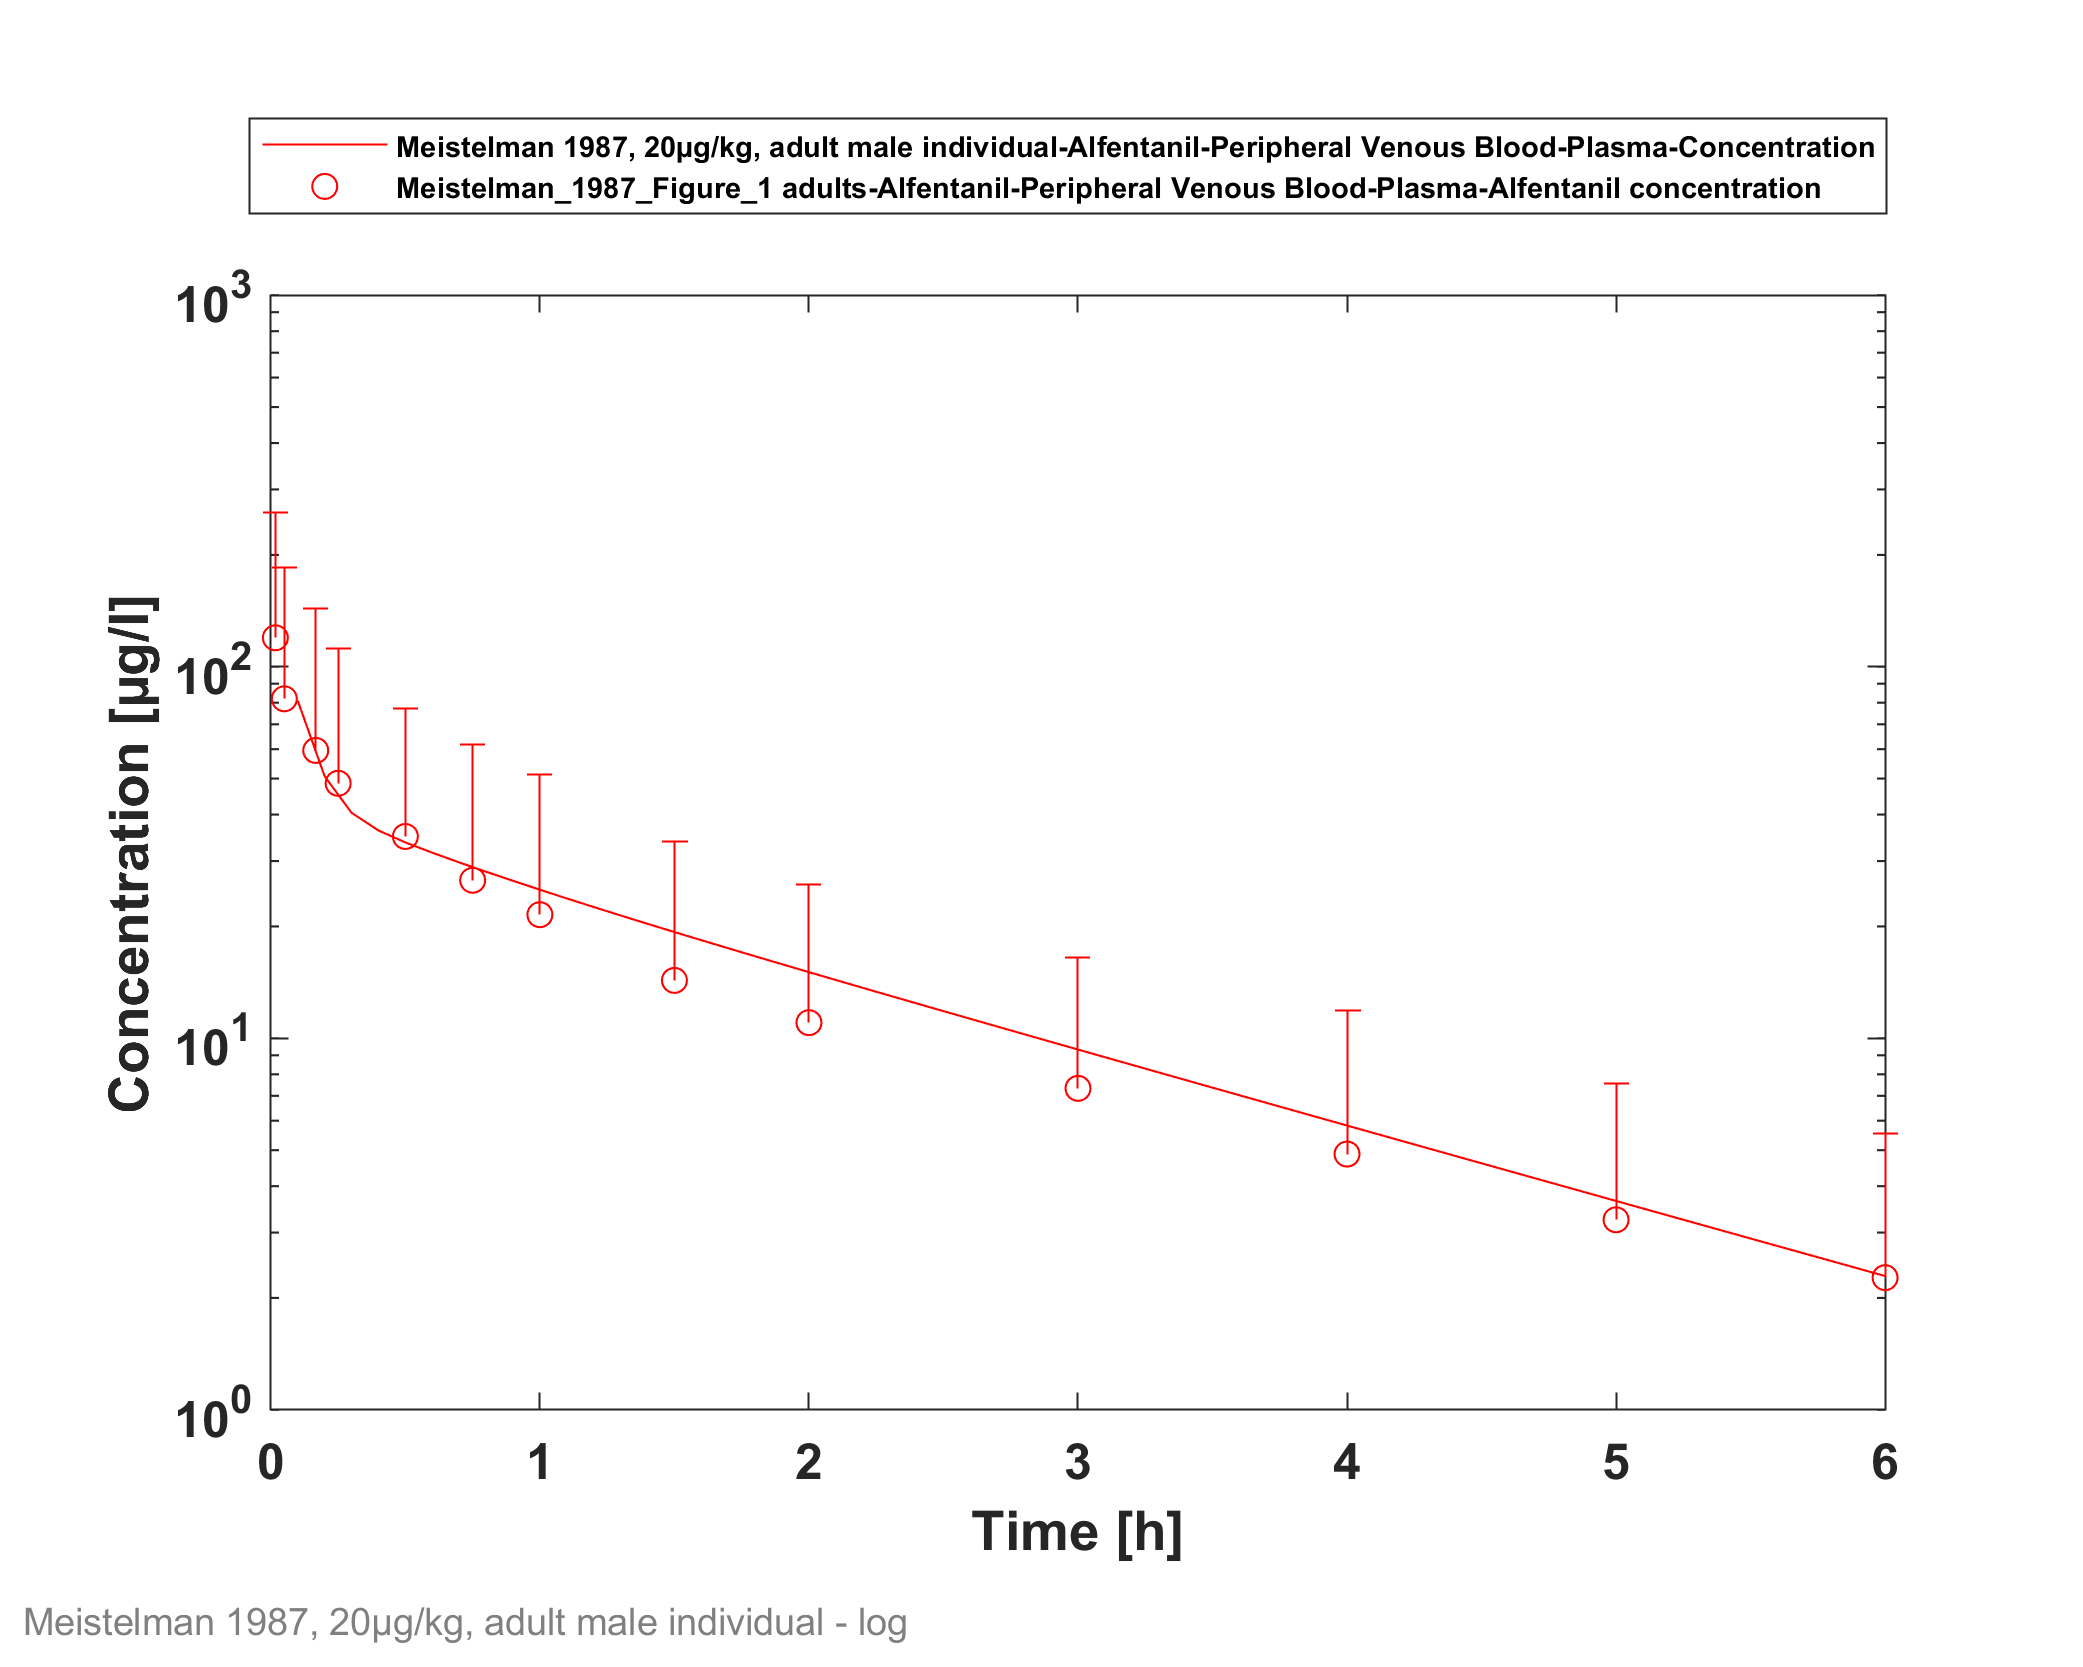 Meistelman 1987, 20µg/kg, adult male individual-Alfentanil-Peripheral Venous Blood-Plasma-Concentration
Meistelman_1987_Figure_1 adults-Alfentanil-Peripheral Venous Blood-Plasma-Alfentanil concentration
10³
10²
10¹
10⁰
Concentration [µg/l]
0 1 2 3 4 5 6
Time [h]
Meistelman 1987, 20µg/kg, adult male individual - log